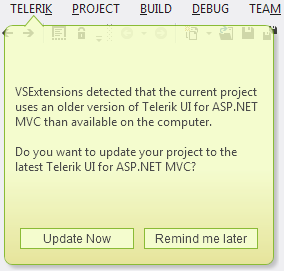 TELERIK PROJECT BUILD DEBUG TEAM
VSExtensions detected that the current project
uses an older version of Telerik UI for ASP.NET
MVC than available on the computer.
Do you want to update your project to the
latest Telerik UI for ASP.NET MVC?
Update Now Remind me later